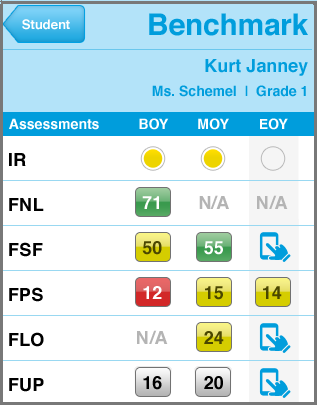 Student
Benchmark
Kurt Janney
Ms. Schemel | Grade 1
Assessments BOY MOY EOY
IR
FNL 71 N/A N/A
FSF 50 55
FPS 12 15 14
FLO N/A 24
FUP 16 20